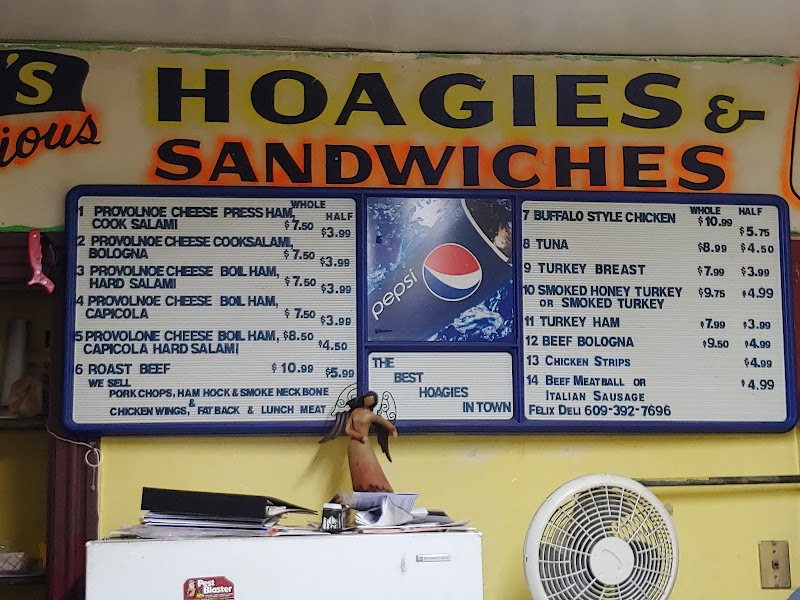 'S
ious
HOAGIES &
SANDWICHES
WHOLE
HALF
1 PROVOLNOE CHEESE PRESS HAM,
COOK SALAMI $7.50 $3.99
2 PROVOLNOE CHEESE COOKSALAMI,
BOLOGNA $7.50 $3.99
3 PROVOLNOE CHEESE BOIL HAM,
HARD SALAMI $7.50 $3.99
4 PROVOLNOE CHEESE BOIL HAM,
CAPICOLA $7.50 $3.99
5 PROVOLONE CHEESE BOIL HAM, $8.50
CAPICOLA HARD SALAMI $4.50
6 ROAST BEEF $10.99 $5.99
WE SELL
PORK CHOPS, HAM HOCK & SMOKE NECK BONE
&
CHICKEN WINGS, FAT BACK & LUNCH MEAT
pepsi
THE
BEST
HOAGIES
IN TOWN
WHOLE HALF
7 BUFFALO STYLE CHICKEN $10.99 $5.75
8 TUNA $8.99 $4.50
9 TURKEY BREAST $7.99 $3.99
10 SMOKED HONEY TURKEY $9.75 $4.99
OR SMOKED TURKEY
11 TURKEY HAM $7.99 $3.99
12 BEEF BOLOGNA $9.50 $4.99
13 CHICKEN STRIPS $4.99
14 BEEF MEATBALL OR $4.99
ITALIAN SAUSAGE
FELIX DELI 609-392-7696
Pest
Blaster